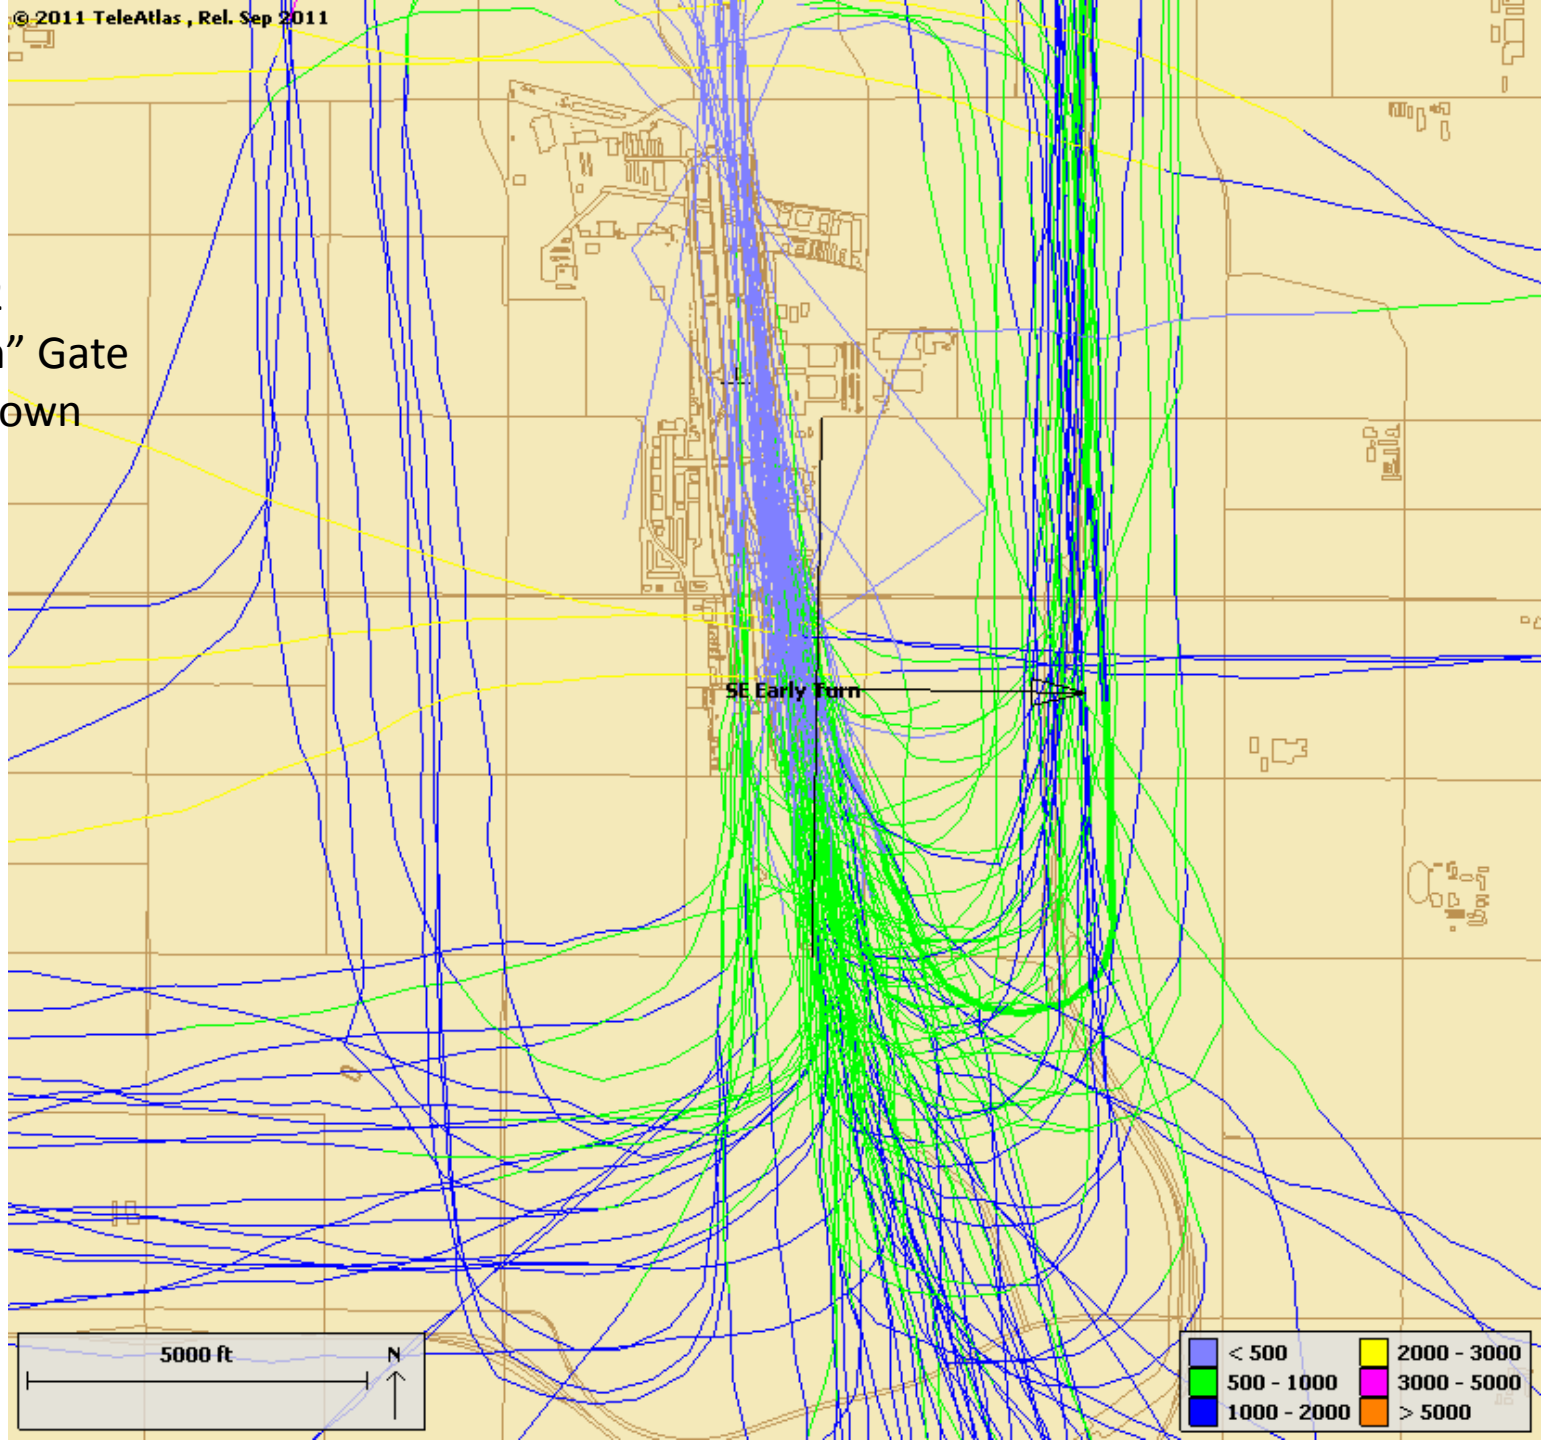 © 2011 TeleAtlas , Rel. Sep 2011
” Gate
own
SE Early Turn
5000 ft
N
< 500
500 - 1000
1000 - 2000
2000 - 3000
3000 - 5000
> 5000